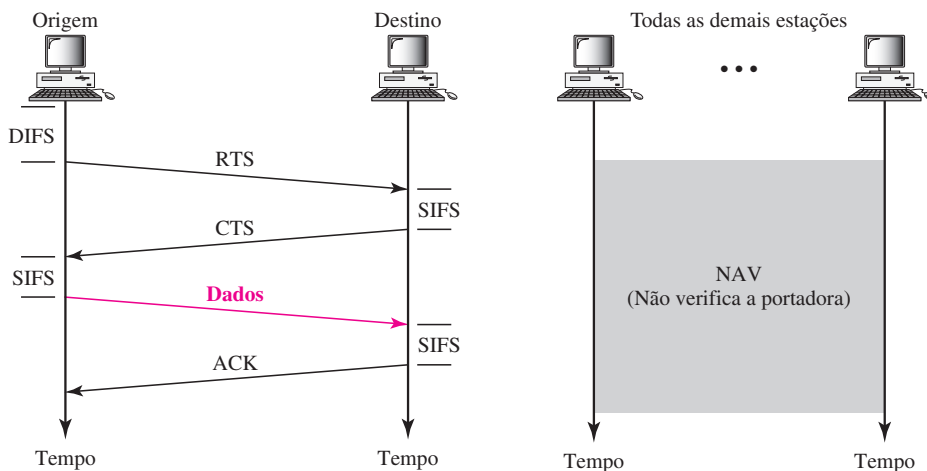 Origem
Destino
Todas as demais estações
...
DIFS
RTS
SIFS
CTS
SIFS
Dados
SIFS
ACK
NAV
(Não verifica a portadora)
Tempo
Tempo
Tempo
Tempo